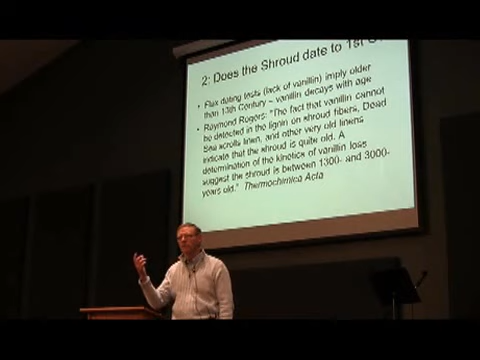 2: Does the Shroud date to 1st C
• Flax dating tests (lack of vanillin) imply older
than 13th Century – vanillin decays with age
• Raymond Rogers: "The fact that vanillin cannot
be detected in the lignin on shroud fibers, Dead
Sea scrolls linen, and other very old linens
indicate that the shroud is quite old. A
determination of the kinetics of vanillin loss
suggest the shroud is between 1300- and 3000-
years old." Thermochimica Acta